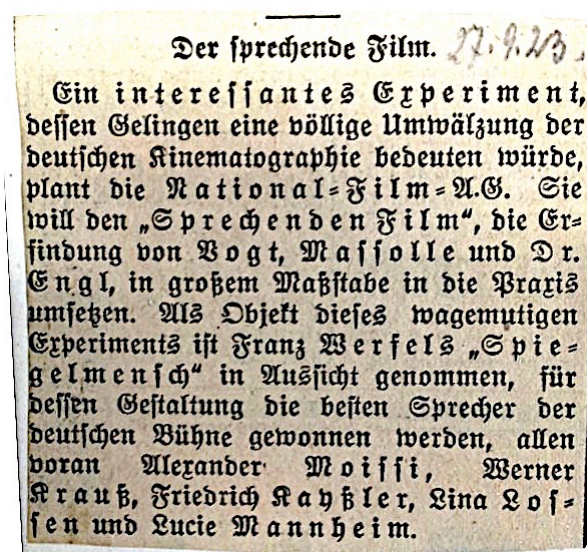 Der sprechende Film. 27.9.23.
Ein interessantes Experiment,
dessen Gelingen eine völlige Umwälzung der
deutschen Kinematographie bedeuten würde,
plant die National-Film-A.G. Sie
will den „Sprechenden Film“, die Er-
findung von Vogt, Massolle und Dr.
Engl, in großem Maßstabe in die Praxis
umsetzen. Als Objekt dieses wagemutigen
Experiments ist Franz Werfels „Spie-
gelmensch“ in Aussicht genommen, für
dessen Gestaltung die besten Sprecher der
deutschen Bühne gewonnen werden, allen
voran Alexander Moissi, Werner
Krauß, Friedrich Kayßler, Lina Los-
sen und Lucie Mannheim.